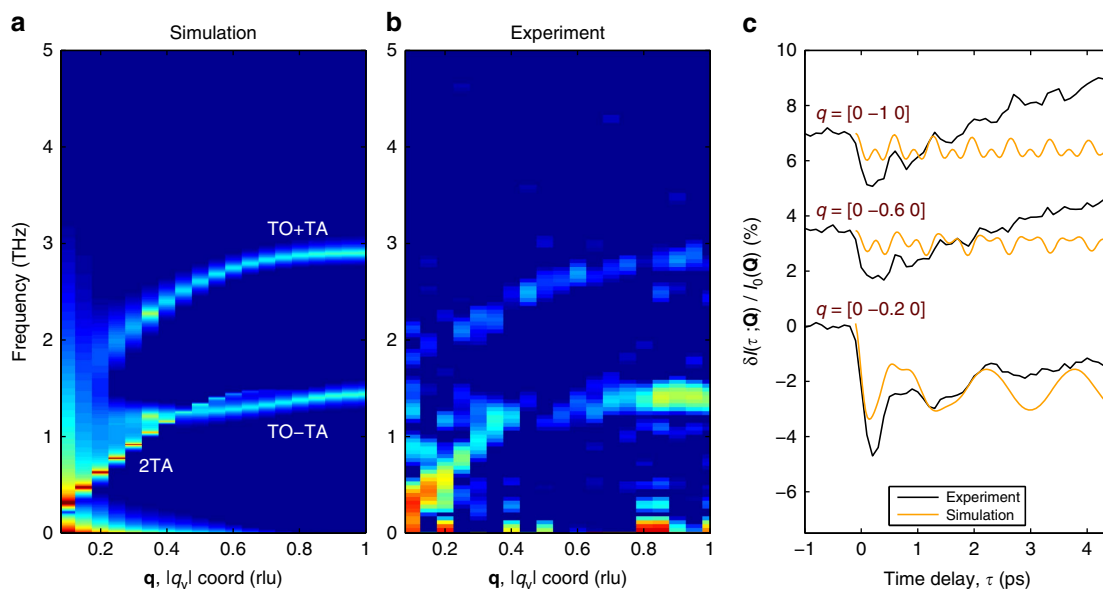 a
Simulation
5
4
3
2
1
0
Frequency (THz)
TO+TA
TO−TA
2TA
0.2 0.4 0.6 0.8 1
q, |qy| coord (rlu)
b
Experiment
5
4
3
2
1
0
0.2 0.4 0.6 0.8 1
q, |qy| coord (rlu)
c
10
8
6
4
2
0
−2
−4
−6
δI(τ ;Q) / I0(Q) (%)
q = [0 −1 0]
q = [0 −0.6 0]
q = [0 −0.2 0]
Experiment
Simulation
−1 0 1 2 3 4
Time delay, τ (ps)